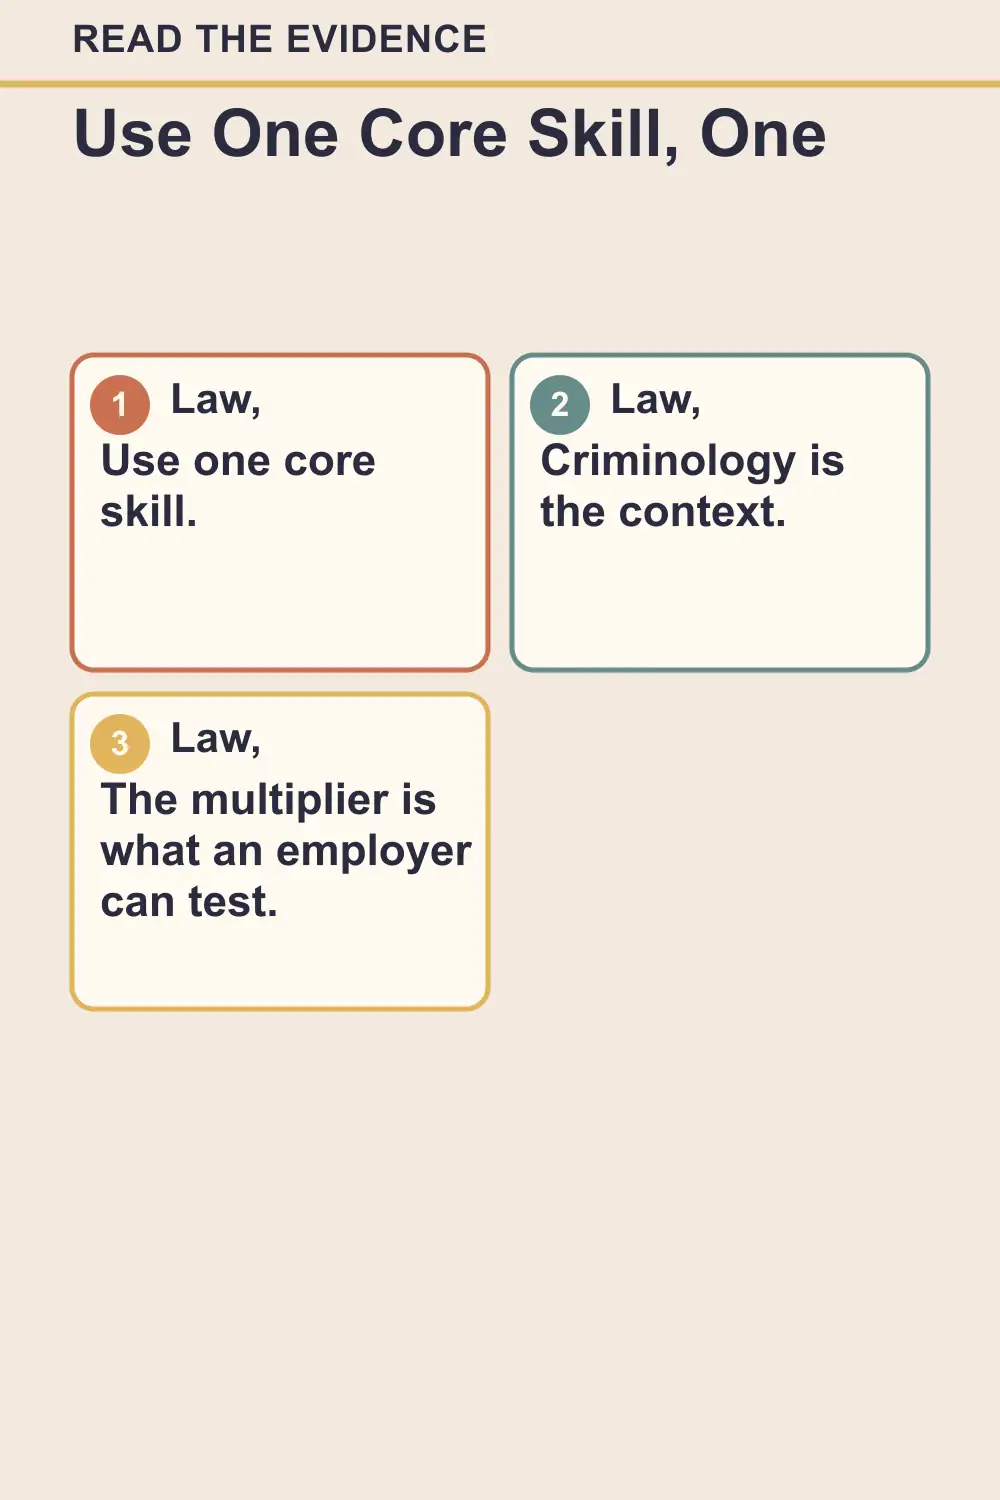 READ THE EVIDENCE
Use One Core Skill, One
1 Law,
Use one core
skill.
2 Law,
Criminology is
the context.
3 Law,
The multiplier is
what an employer
can test.